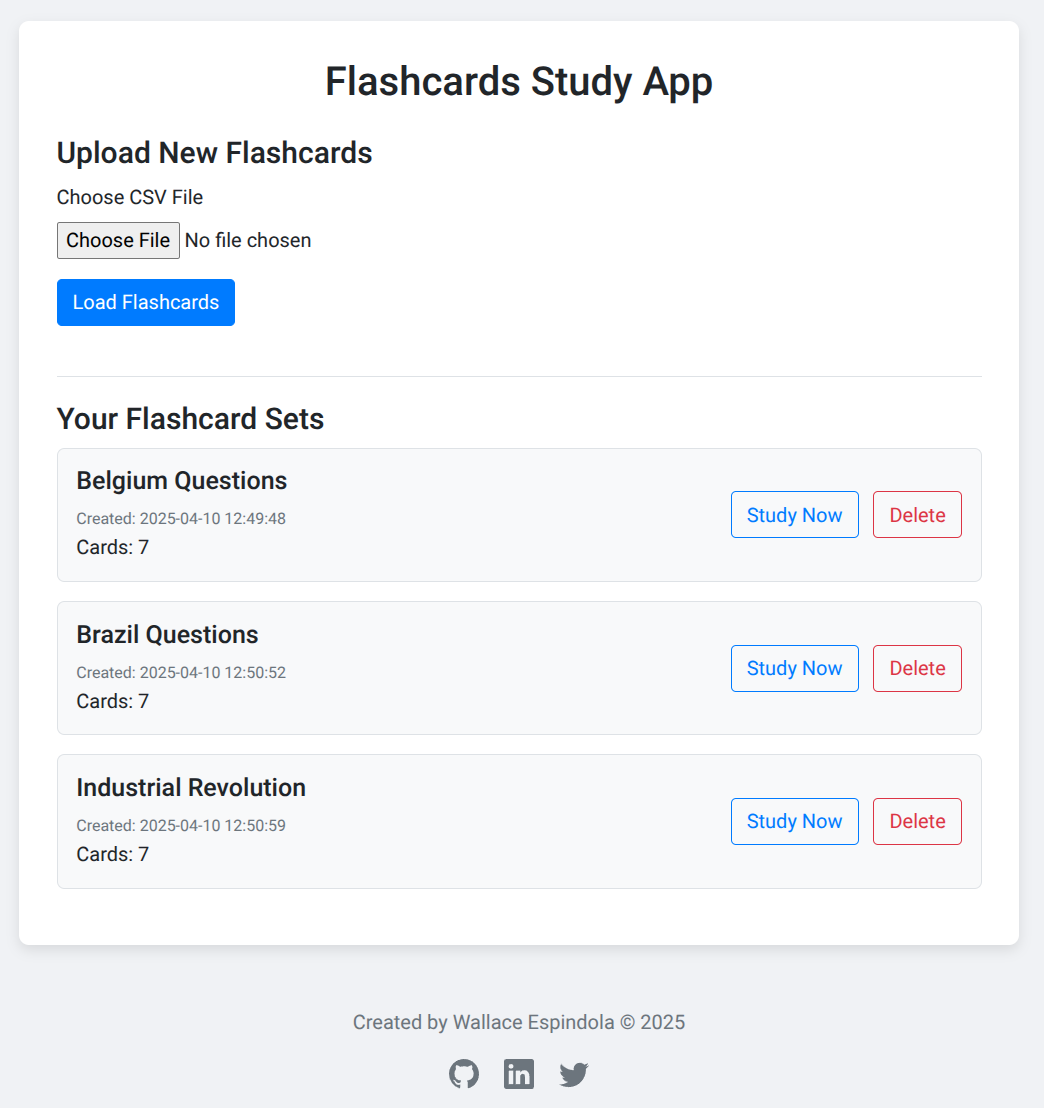 Flashcards Study App
Upload New Flashcards
Choose CSV File
Choose File No file chosen
Load Flashcards
Your Flashcard Sets
Belgium Questions
Created: 2025-04-10 12:49:48
Cards: 7
Study Now Delete
Brazil Questions
Created: 2025-04-10 12:50:52
Cards: 7
Study Now Delete
Industrial Revolution
Created: 2025-04-10 12:50:59
Cards: 7
Study Now Delete
Created by Wallace Espindola © 2025
in